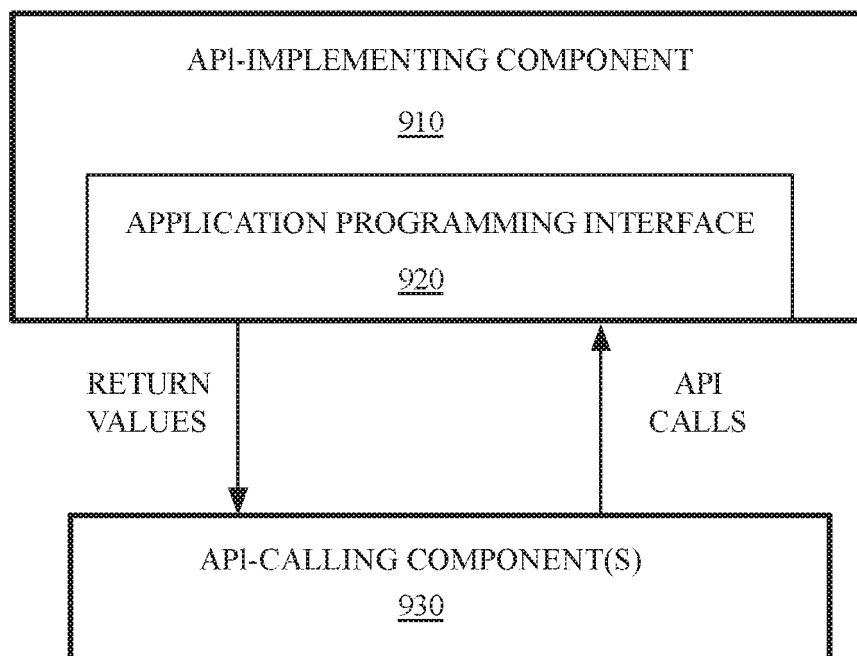 API-IMPLEMENTING COMPONENT
910
APPLICATION PROGRAMMING INTERFACE
920
RETURN
VALUES
API
CALLS
API-CALLING COMPONENT(S)
930